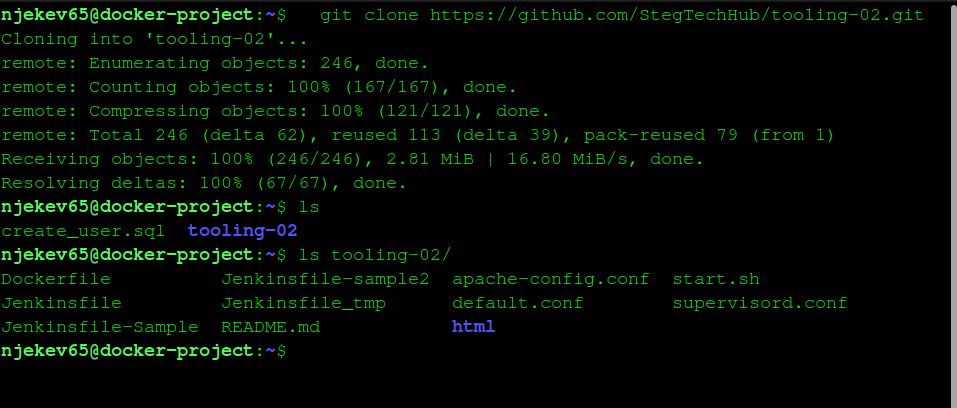 njekev65@docker-project:~$   git clone https://github.com/StegTechHub/tooling-02.git
Cloning into 'tooling-02'...
remote: Enumerating objects: 246, done.
remote: Counting objects: 100% (167/167), done.
remote: Compressing objects: 100% (121/121), done.
remote: Total 246 (delta 62), reused 113 (delta 39), pack-reused 79 (from 1)
Receiving objects: 100% (246/246), 2.81 MiB | 16.80 MiB/s, done.
Resolving deltas: 100% (67/67), done.
njekev65@docker-project:~$ ls
create_user.sql  tooling-02
njekev65@docker-project:~$ ls tooling-02/
Dockerfile          Jenkinsfile-sample2  apache-config.conf  start.sh
Jenkinsfile         Jenkinsfile_tmp      default.conf        supervisord.conf
Jenkinsfile-Sample  README.md            html
njekev65@docker-project:~$